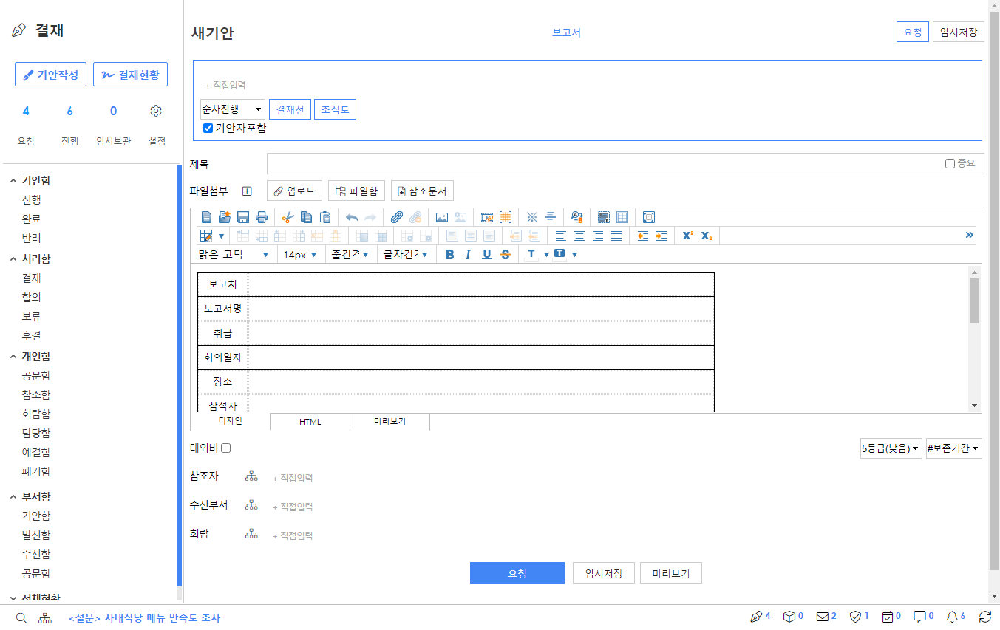 결재
기안작성 결재현황
4 6 0
요청 진행 임시보관 설정
기안함
진행
완료
반려
처리함
결재
합의
보류
후결
개인함
공문함
참조함
회람함
담당함
예결함
폐기함
부서함
기안함
발신함
수신함
공문함
전체현황
새기안 보고서 요청 임시저장
+ 직접입력
순차진행 결재선 조직도
기안자포함
제목 중요
파일첨부 업로드 파일함 참조문서
맑은 고딕 14px 줄간격 글자간격 B I U S T T
보고처
보고서명
취급
회의일자
장소
참석자
디자인 HTML 미리보기
대외비 5등급(낮음) #보존기간
참조자 + 직접입력
수신부서 + 직접입력
회람 + 직접입력
요청 임시저장 미리보기
<설문> 사내식당 메뉴 만족도 조사 4 0 2 1 0 0 6